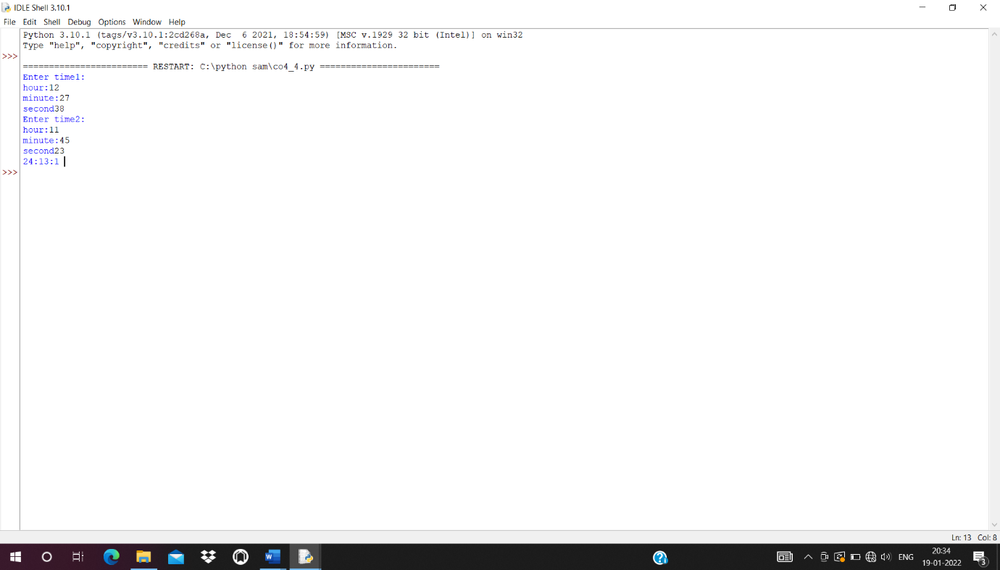 IDLE Shell 3.10.1
File Edit Shell Debug Options Window Help
Python 3.10.1 (tags/v3.10.1:2cd268a, Dec  6 2021, 18:54:59) [MSC v.1929 32 bit (Intel)] on win32
Type "help", "copyright", "credits" or "license()" for more information.
>>>
======================== RESTART: C:\python sam\co4_4.py =======================
Enter time1:
hour:12
minute:27
second38
Enter time2:
hour:11
minute:45
second23
24:13:1
>>>
Ln: 13 Col: 8
W
ENG
20:34
19-01-2022
3